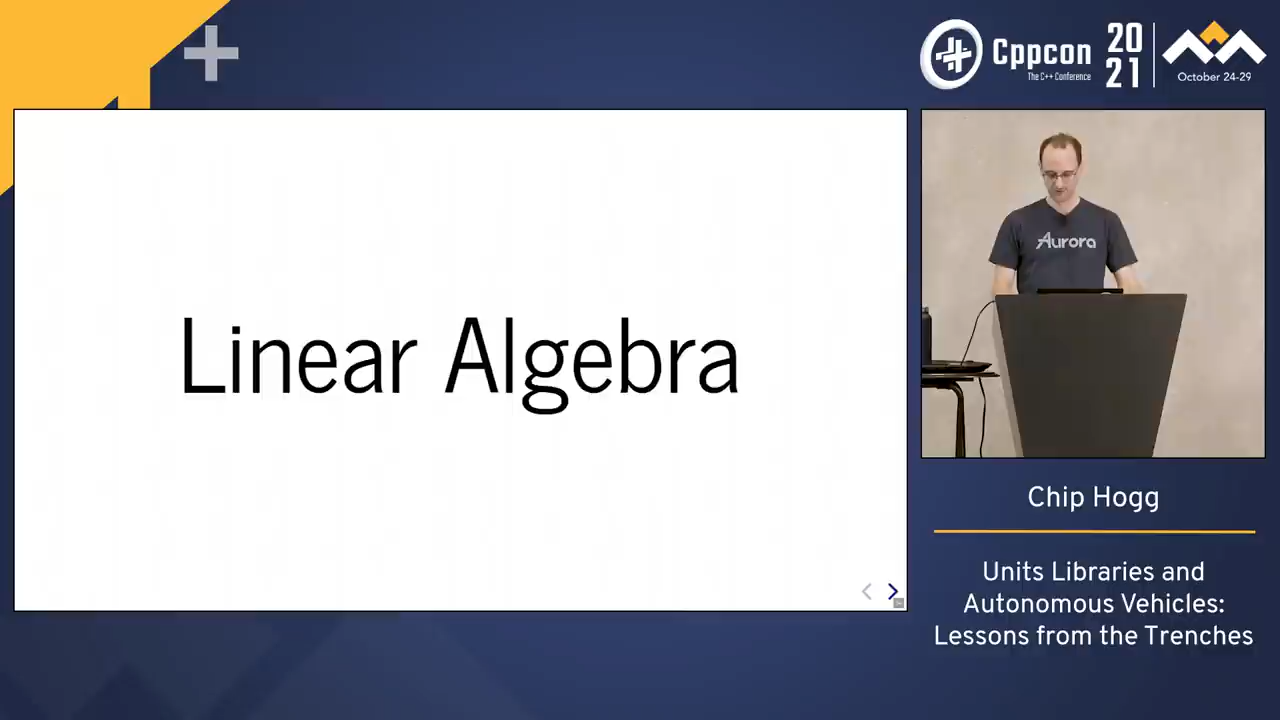 Cppcon
The C++ Conference
20
21
October 24-29
Linear Algebra
Aurora
Chip Hogg
Units Libraries and
Autonomous Vehicles:
Lessons from the Trenches